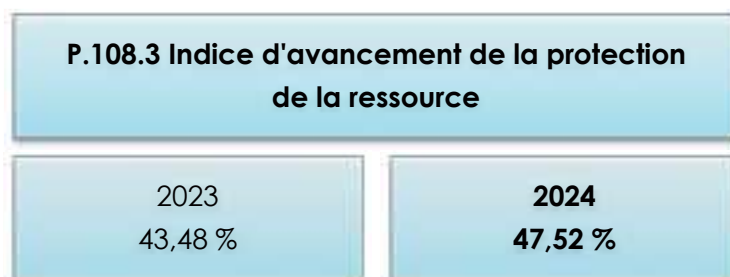 P.108.3 Indice d'avancement de la protection
de la ressource
2023
43,48 %
2024
47,52 %